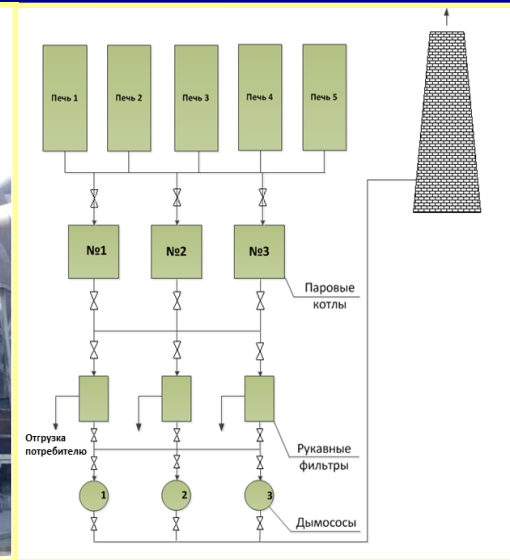 Печь 1
Печь 2
Печь 3
Печь 4
Печь 5
№1
№2
№3
Паровые
котлы
Отгрузка
потребителю
Рукавные
фильтры
1
2
3
Дымососы